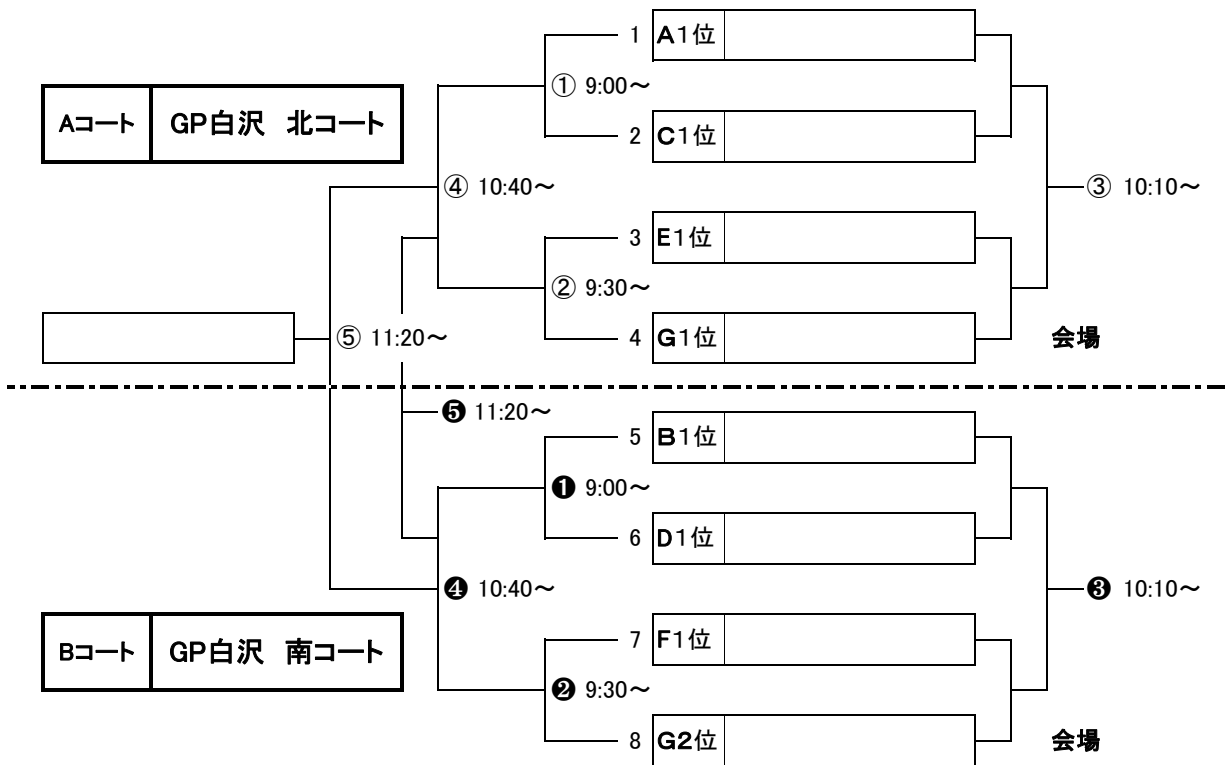 1 A1位
① 9:00～
Aコート GP白沢 北コート
2 C1位
④ 10:40～
③ 10:10～
3 E1位
② 9:30～
⑤ 11:20～
4 G1位
会場
❺ 11:20～
5 B1位
❶ 9:00～
6 D1位
❹ 10:40～
❸ 10:10～
7 F1位
Bコート GP白沢 南コート
❷ 9:30～
8 G2位
会場